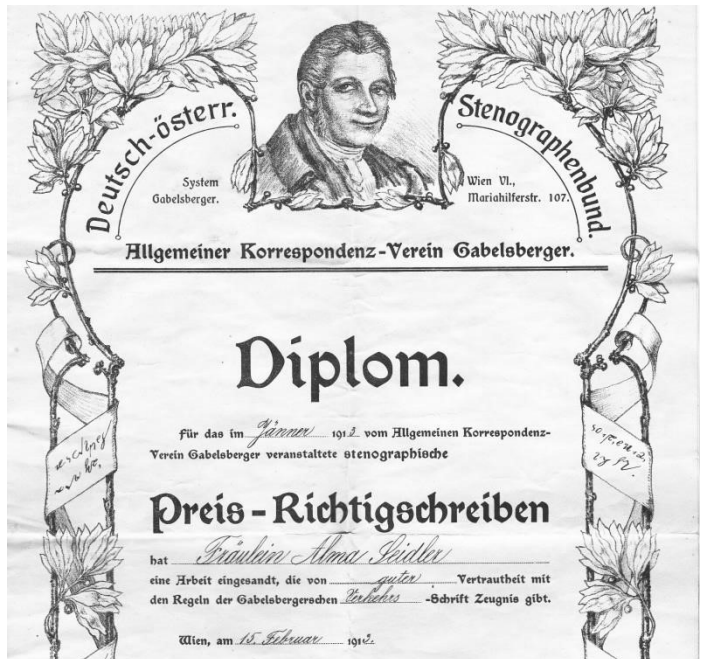 Deutsch-österr. Stenographenbund.
System
Gabelsberger.
Wien VI.,
Mariahilferstr. 107.
Allgemeiner Korrespondenz-Verein Gabelsberger.
Diplom.
für das im Jänner 1913 vom Allgemeinen Korrespondenz-
Verein Gabelsberger veranstaltete stenographische
Preis-Richtigschreiben
hat Fräulein Alma Seidler
eine Arbeit eingesandt, die von guter Vertrautheit mit
den Regeln der Gabelsbergerschen Verkehrs-Schrift Zeugnis gibt.
Wien, am 15. Februar 1913.